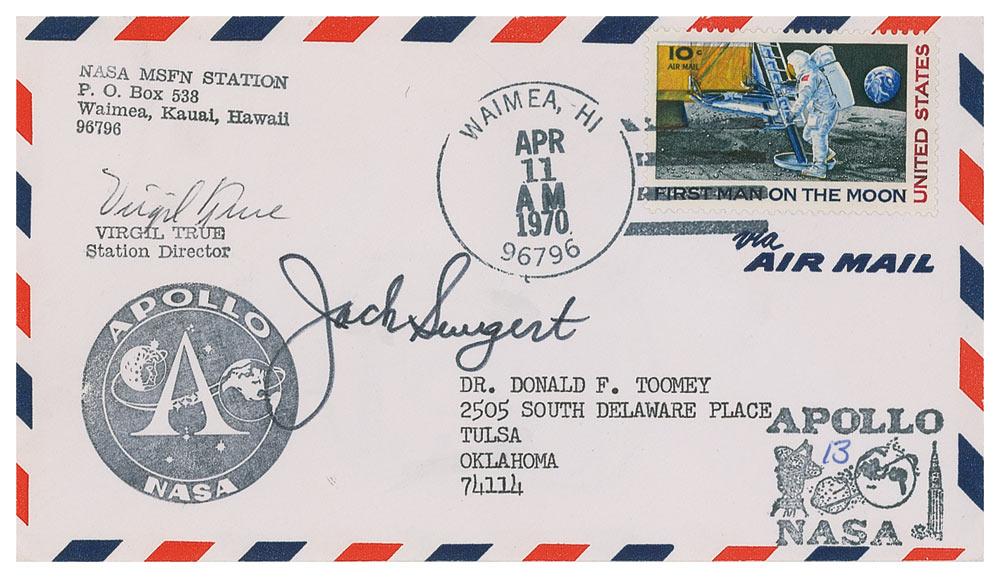 NASA MSFN STATION
P. O. Box 538
Waimea, Kauai, Hawaii
96796
Virgil True
VIRGIL TRUE
Station Director
APOLLO
NASA
WAIMEA, HI
APR
11
AM
1970
96796
10c
AIR MAIL
UNITED STATES
FIRST MAN ON THE MOON
via
AIR MAIL
Jack Swigert
DR. DONALD F. TOOMEY
2505 SOUTH DELAWARE PLACE
TULSA
OKLAHOMA
74114
APOLLO
13
NASA